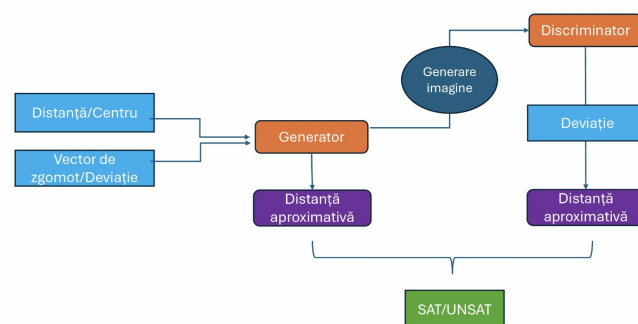 Discriminator
Generare
imagine
Distanță/Centru
Vector de
zgomot/Deviație
Generator
Deviație
Distanță
aproximativă
Distanță
aproximativă
SAT/UNSAT